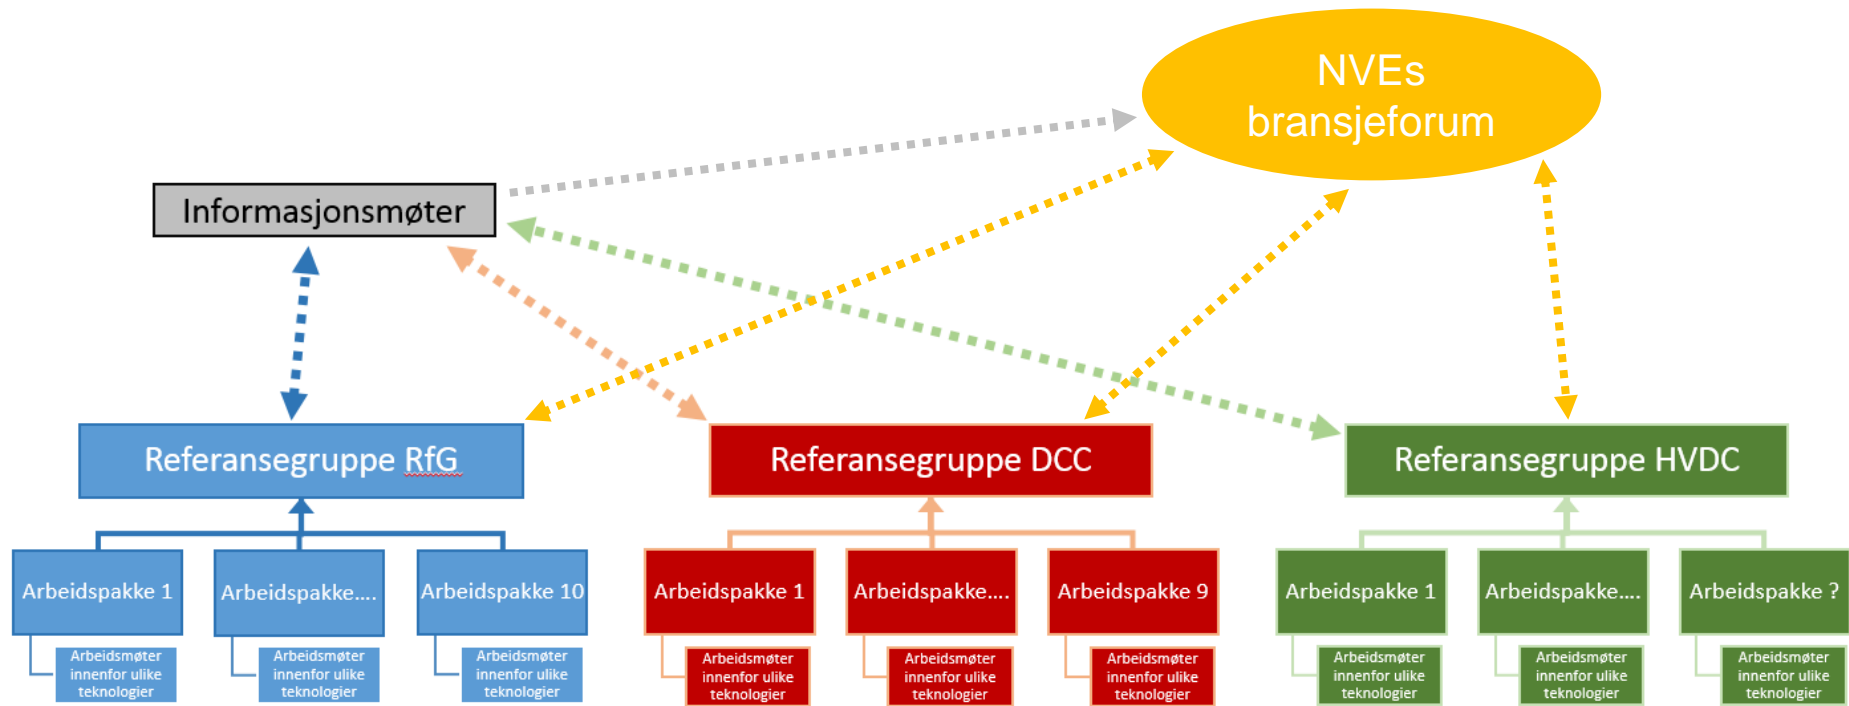 NVEs
bransjeforum
Informasjonsmøter
Referansegruppe RfG
Referansegruppe DCC
Referansegruppe HVDC
Arbeidspakke 1
Arbeidspakke....
Arbeidspakke 10
Arbeidspakke 1
Arbeidspakke....
Arbeidspakke 9
Arbeidspakke 1
Arbeidspakke....
Arbeidspakke ?
Arbeidsmøter
innenfor ulike
teknologier
Arbeidsmøter
innenfor ulike
teknologier
Arbeidsmøter
innenfor ulike
teknologier
Arbeidsmøter
innenfor ulike
teknologier
Arbeidsmøter
innenfor ulike
teknologier
Arbeidsmøter
innenfor ulike
teknologier
Arbeidsmøter
innenfor ulike
teknologier
Arbeidsmøter
innenfor ulike
teknologier
Arbeidsmøter
innenfor ulike
teknologier